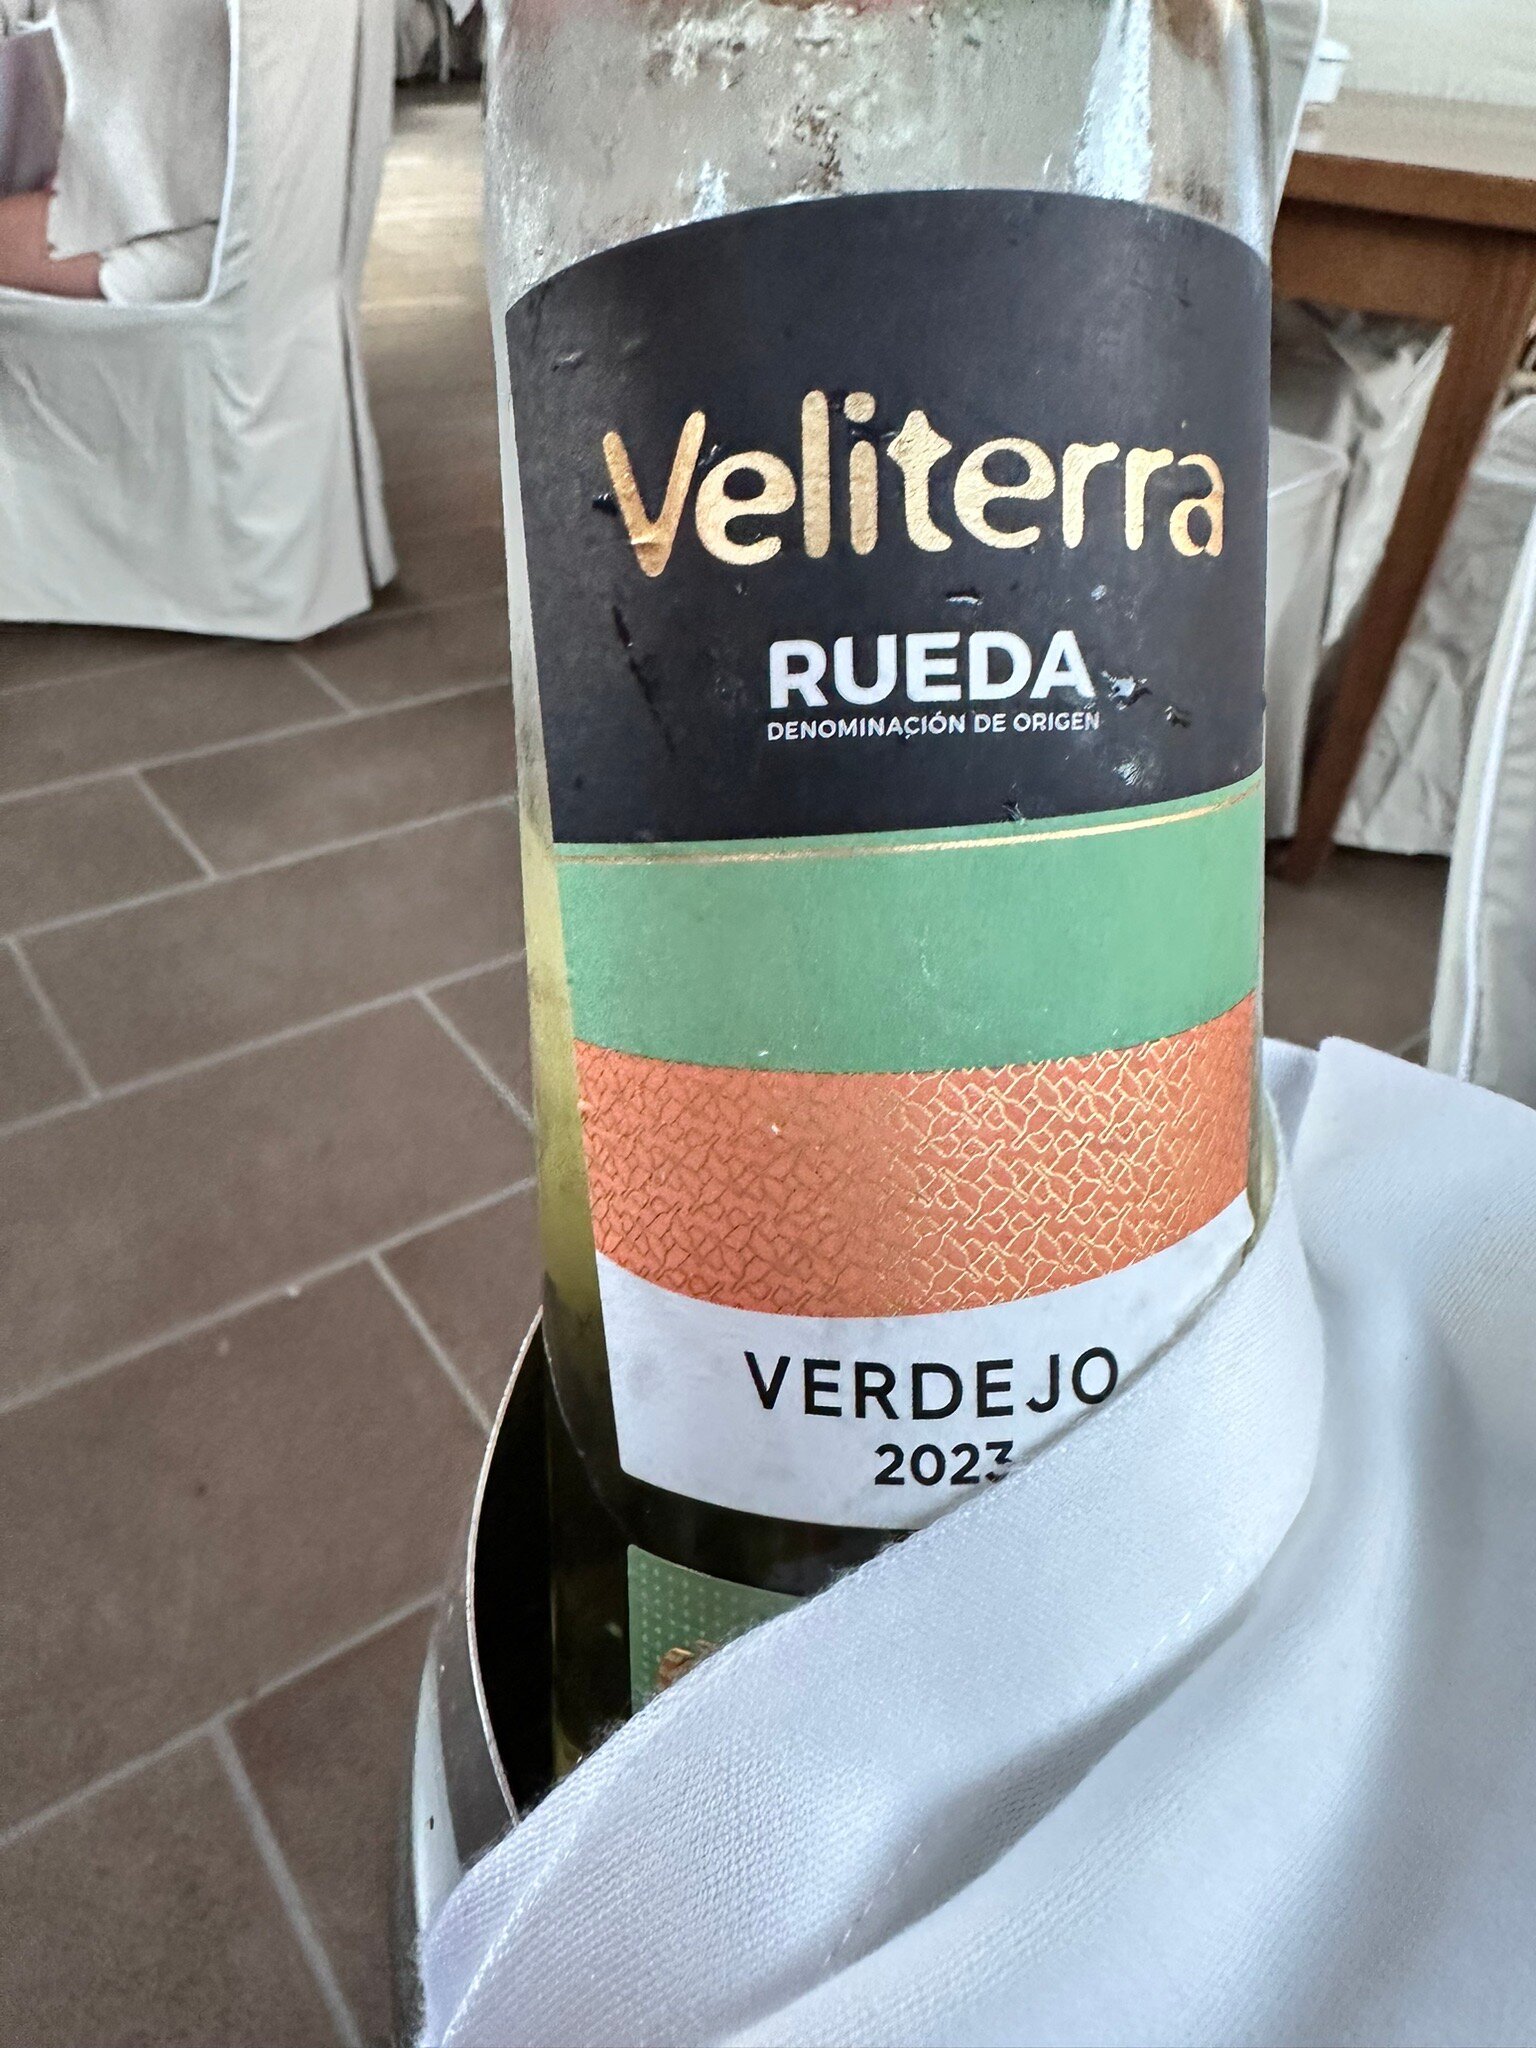 Veliterra
RUEDA
DENOMINACIÓN DE ORIGEN
VERDEJO
2023